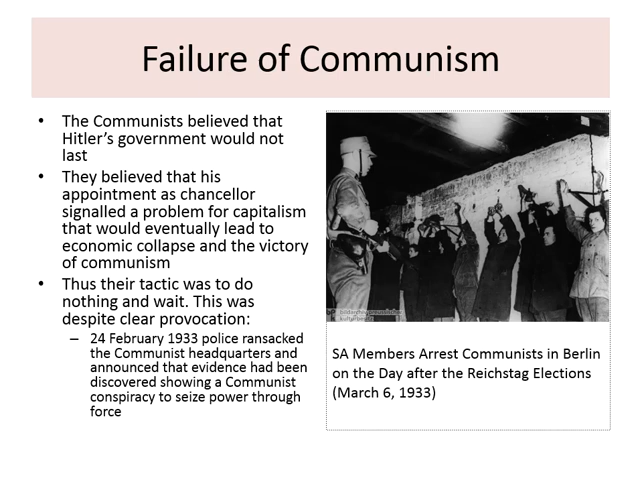 Failure of Communism
• The Communists believed that
Hitler's government would not
last
• They believed that his
appointment as chancellor
signalled a problem for capitalism
that would eventually lead to
economic collapse and the victory
of communism
• Thus their tactic was to do
nothing and wait. This was
despite clear provocation:
– 24 February 1933 police ransacked
the Communist headquarters and
announced that evidence had been
discovered showing a Communist
conspiracy to seize power through
force
SA Members Arrest Communists in Berlin
on the Day after the Reichstag Elections
(March 6, 1933)